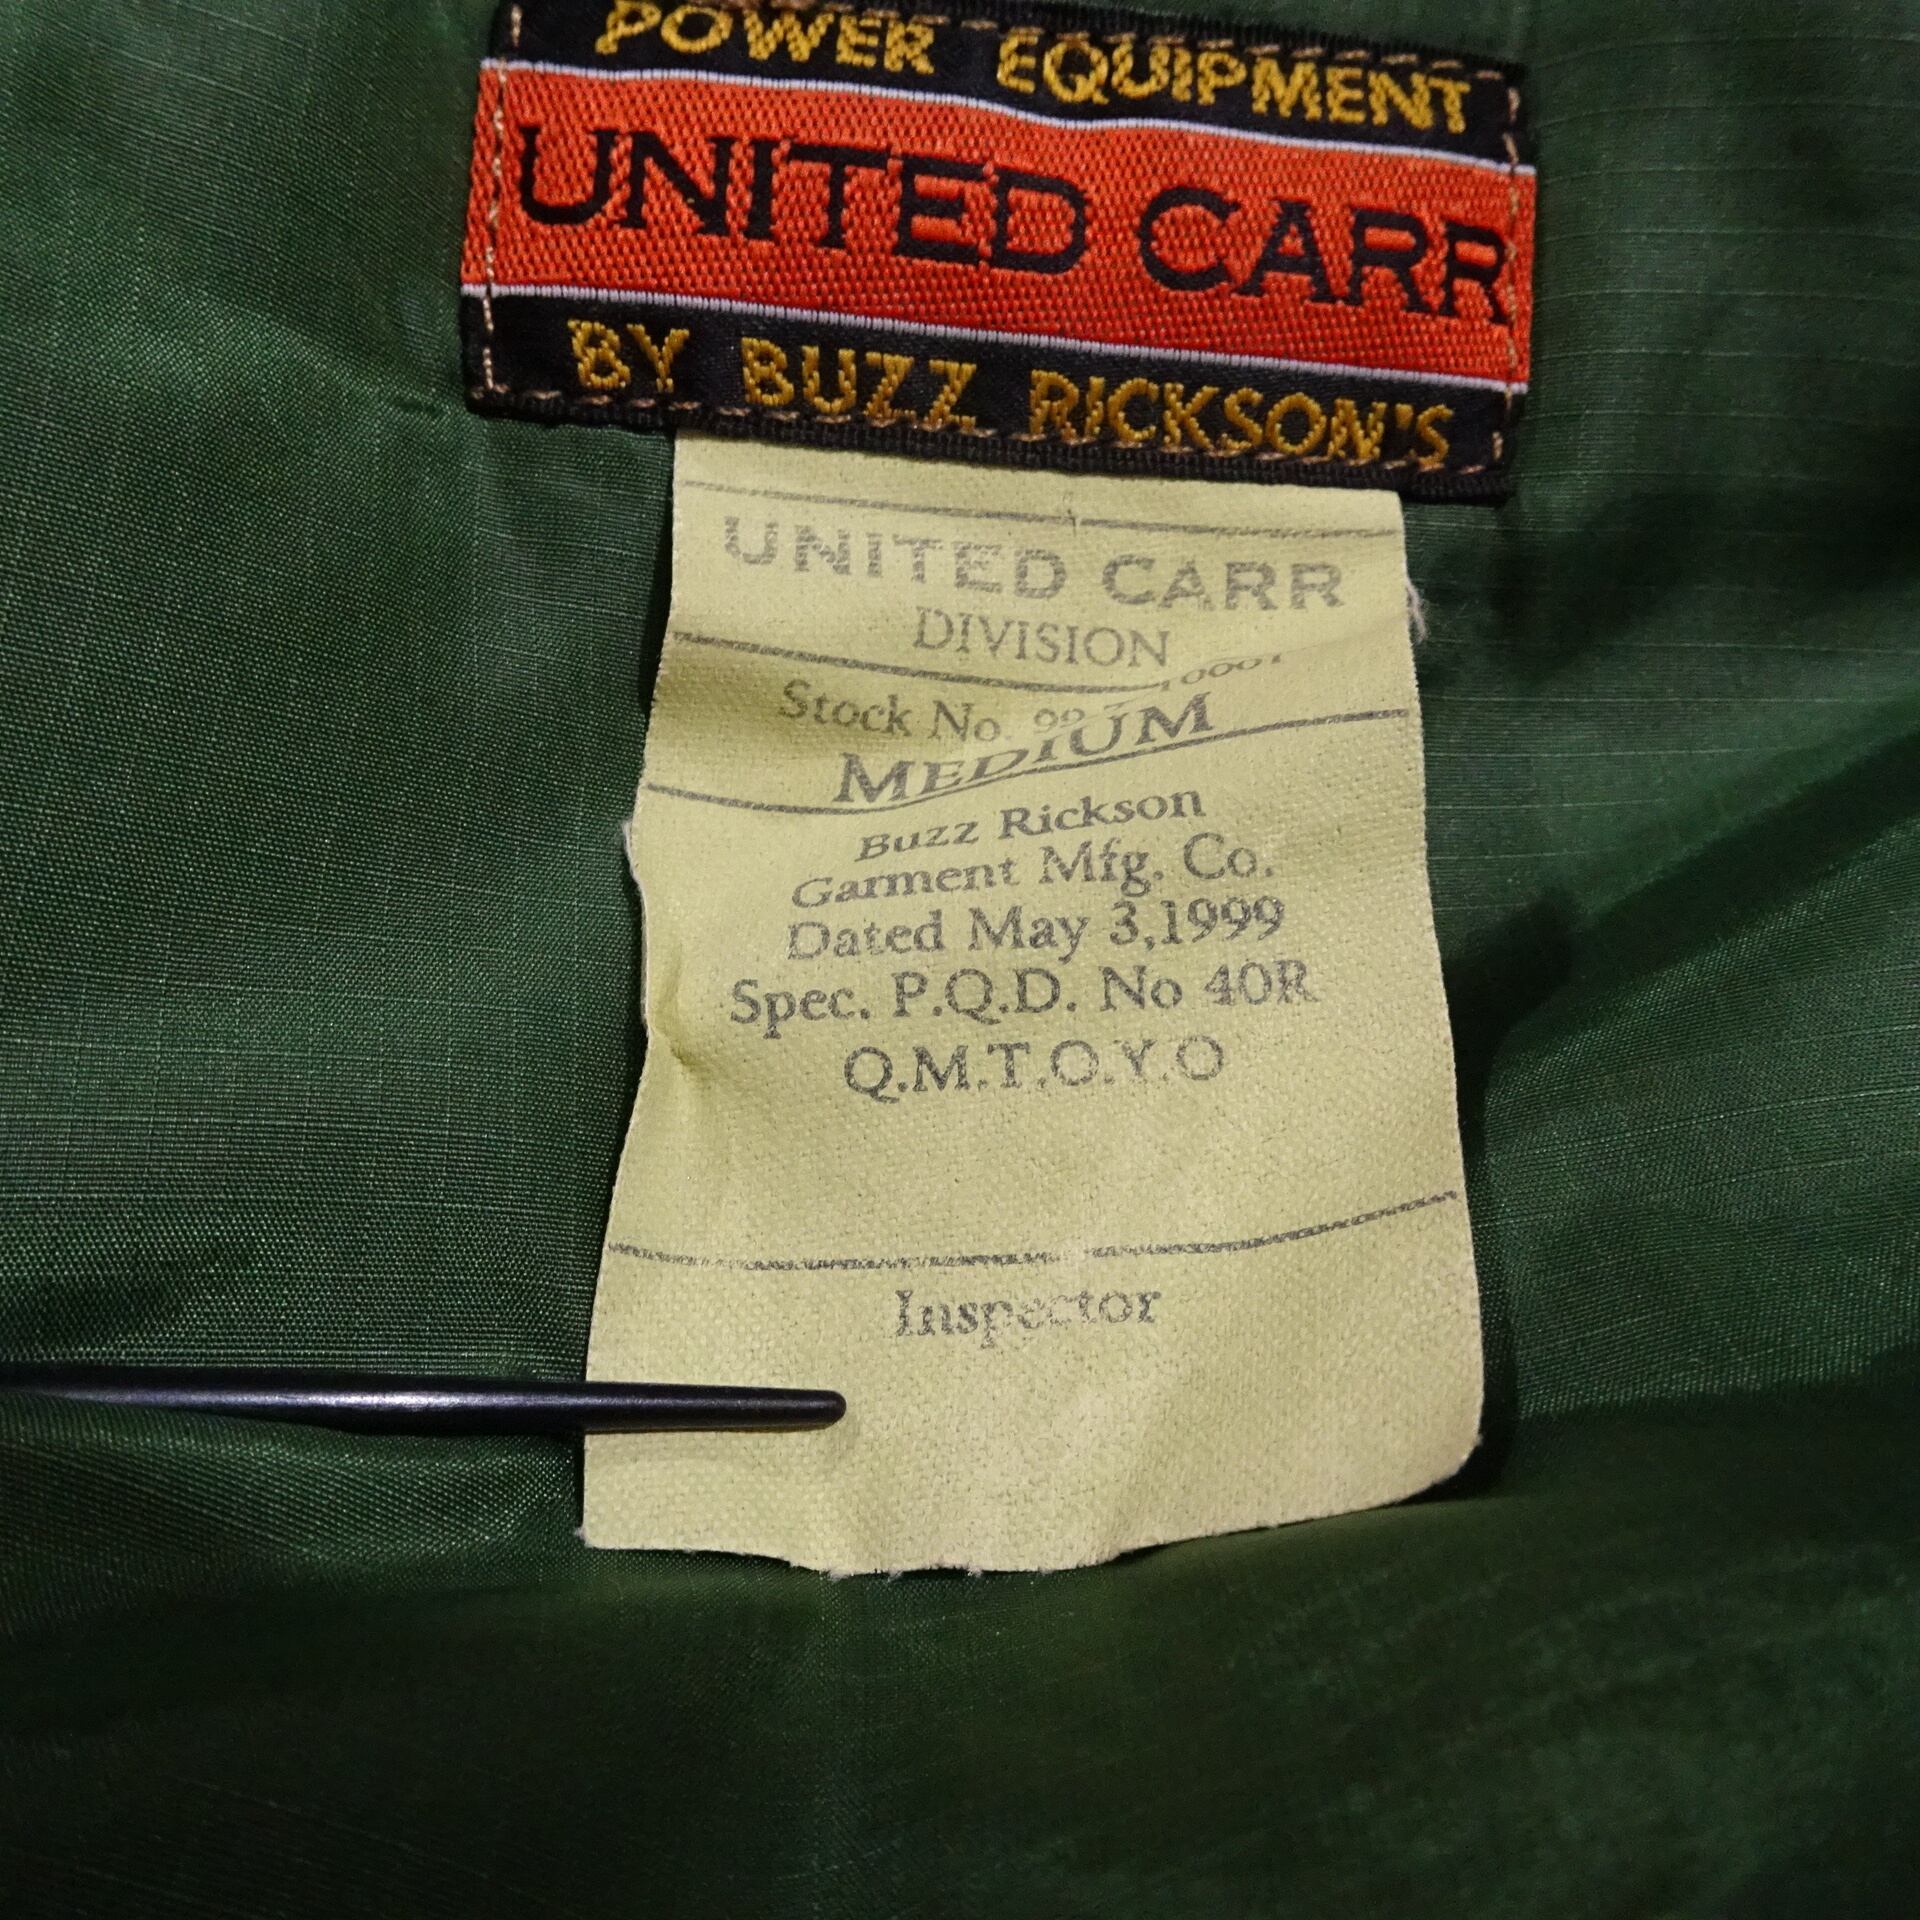 POWER EQUIPMENT
UNITED CARR
BY BUZZ RICKSON'S
UNITED CARR
DIVISION
Stock No.
MEDIUM
Buzz Rickson
Garment Mfg. Co.
Dated May 3,1999
Spec. P.Q.D. No 40R
Q.M.T.O.Y.O
Inspector